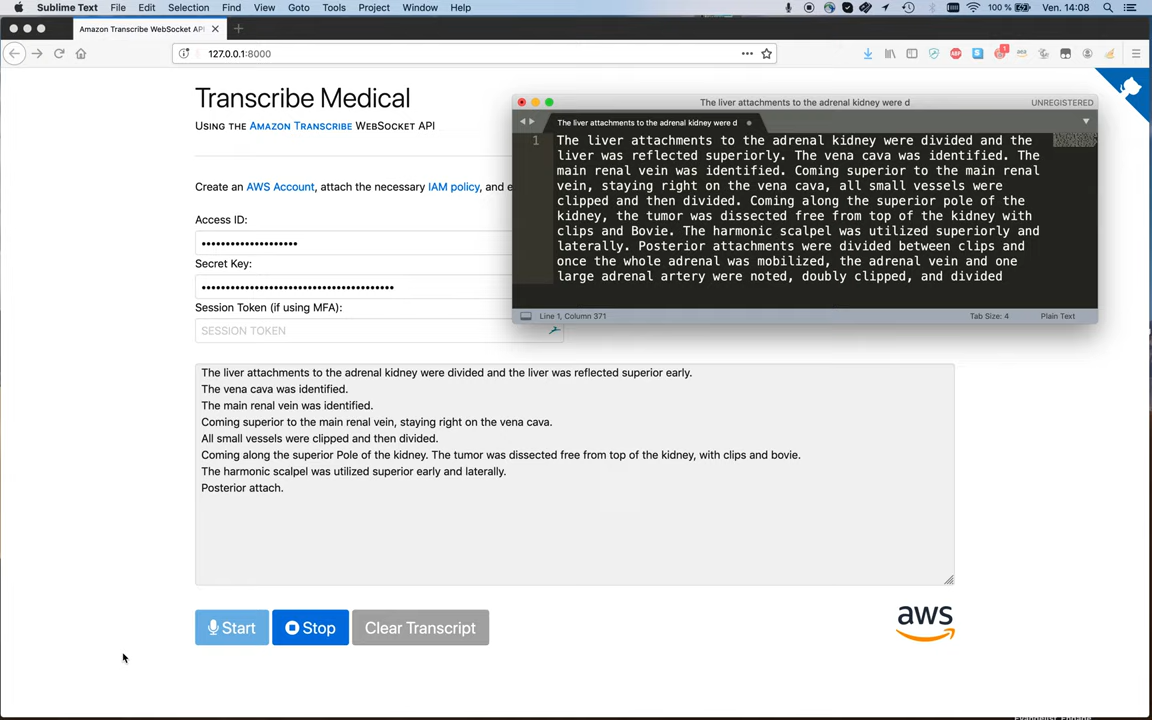 Sublime Text File Edit Selection Find View Goto Tools Project Window Help 100 % Ven. 14:08
Amazon Transcribe WebSocket AP
127.0.0.1:8000
Transcribe Medical
USING THE AMAZON TRANSCRIBE WEBSOCKET API
Create an AWS Account, attach the necessary IAM policy, and e
Access ID:
••••••••••••••••••••
Secret Key:
••••••••••••••••••••••••••••••••••••••••
Session Token (if using MFA):
SESSION TOKEN
The liver attachments to the adrenal kidney were d UNREGISTERED
The liver attachments to the adrenal kidney were d
1 The liver attachments to the adrenal kidney were divided and the
liver was reflected superiorly. The vena cava was identified. The
main renal vein was identified. Coming superior to the main renal
vein, staying right on the vena cava, all small vessels were
clipped and then divided. Coming along the superior pole of the
kidney, the tumor was dissected free from top of the kidney with
clips and Bovie. The harmonic scalpel was utilized superiorly and
laterally. Posterior attachments were divided between clips and
once the whole adrenal was mobilized, the adrenal vein and one
large adrenal artery were noted, doubly clipped, and divided
Line 1, Column 371 Tab Size: 4 Plain Text
The liver attachments to the adrenal kidney were divided and the liver was reflected superior early.
The vena cava was identified.
The main renal vein was identified.
Coming superior to the main renal vein, staying right on the vena cava.
All small vessels were clipped and then divided.
Coming along the superior Pole of the kidney. The tumor was dissected free from top of the kidney, with clips and bovie.
The harmonic scalpel was utilized superior early and laterally.
Posterior attach.
Start Stop Clear Transcript
aws